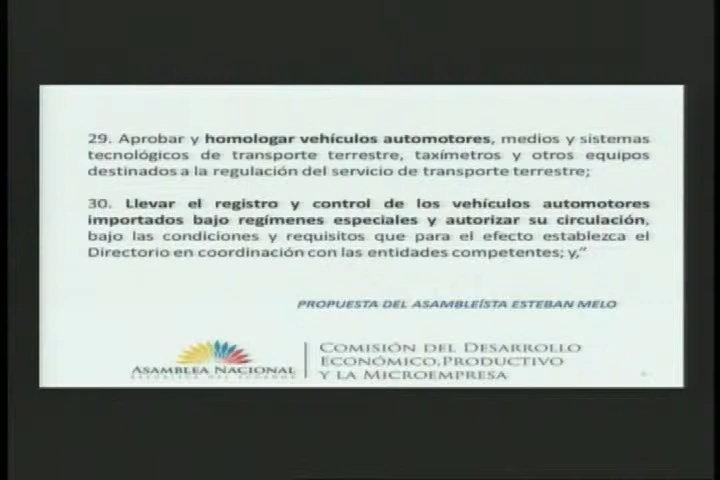 29. Aprobar y homologar vehículos automotores, medios y sistemas
tecnológicos de transporte terrestre, taxímetros y otros equipos
destinados a la regulación del servicio de transporte terrestre;
30. Llevar el registro y control de los vehículos automotores
importados bajo regímenes especiales y autorizar su circulación,
bajo las condiciones y requisitos que para el efecto establezca el
Directorio en coordinación con las entidades competentes; y,”
PROPUESTA DEL ASAMBLEÍSTA ESTEBAN MELO
ASAMBLEA NACIONAL
REPÚBLICA DEL ECUADOR
COMISIÓN DEL DESARROLLO
ECONÓMICO, PRODUCTIVO
Y LA MICROEMPRESA